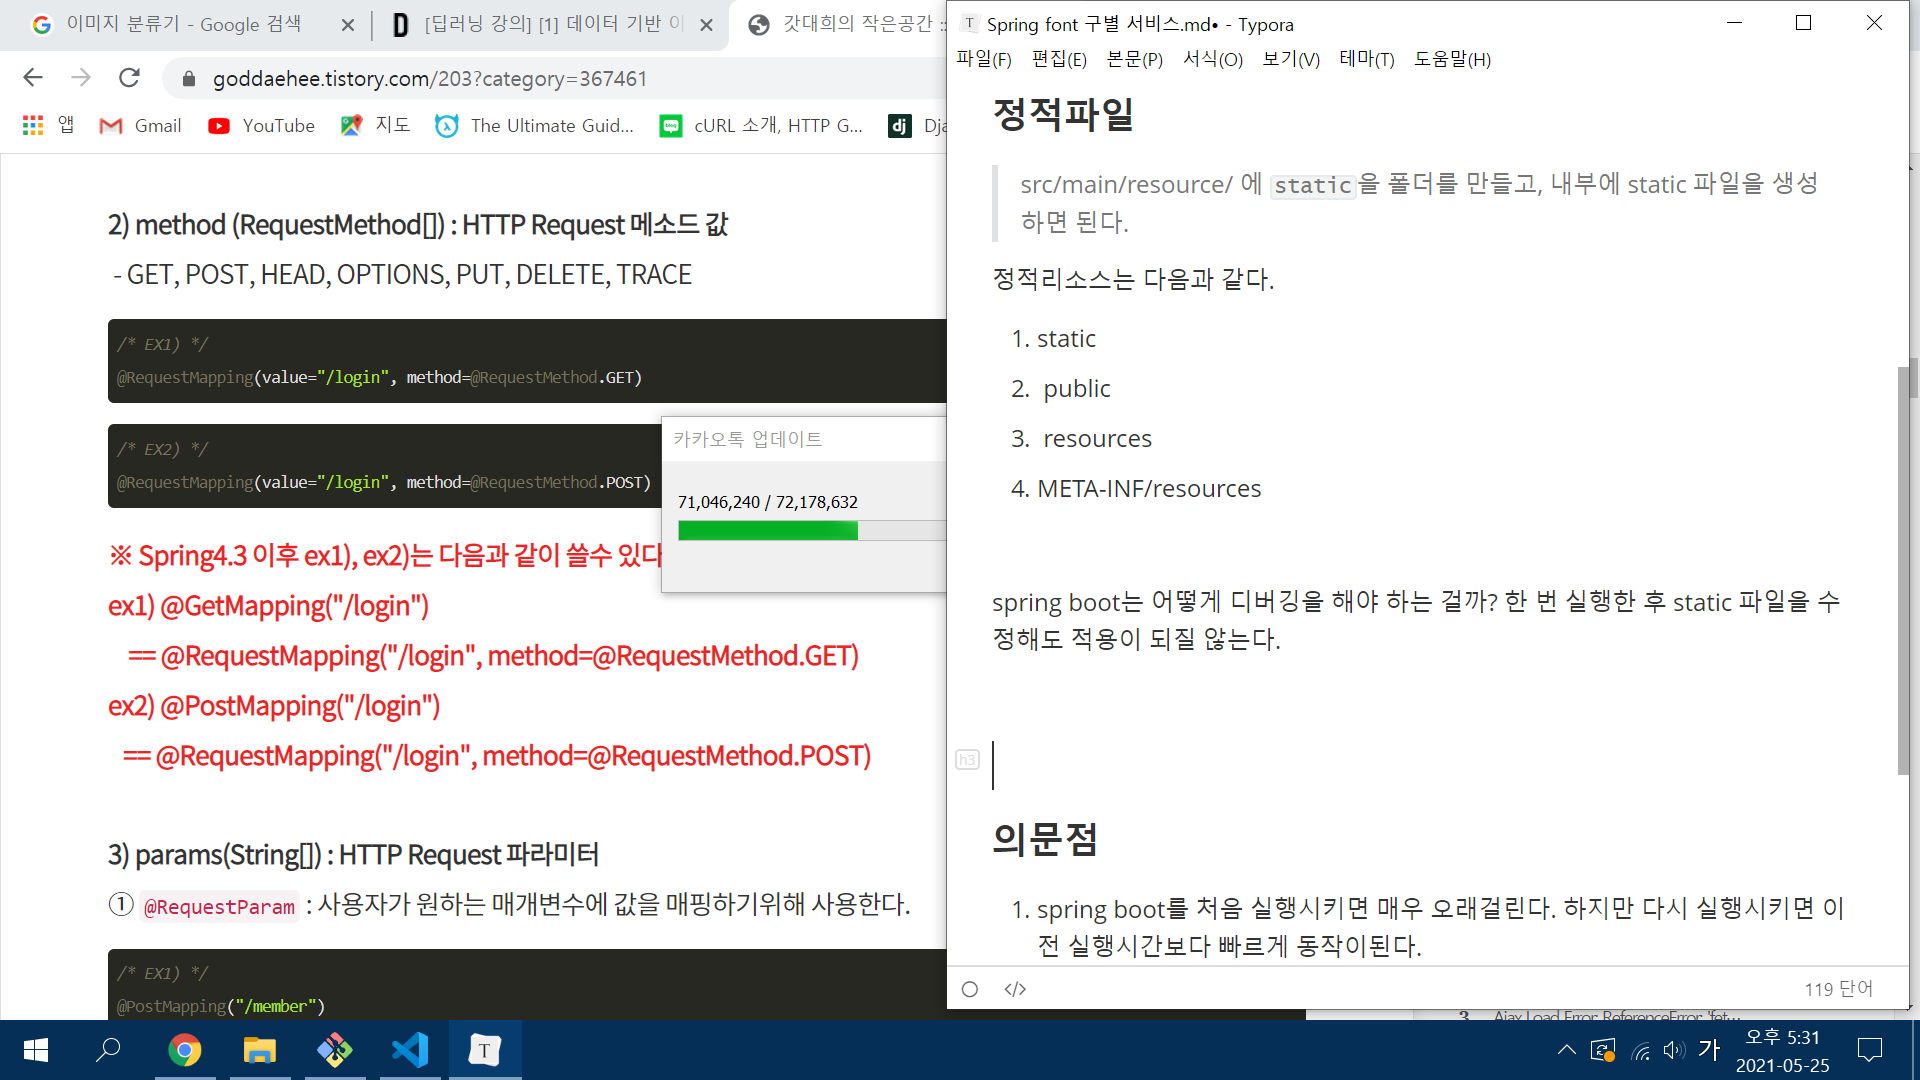 이미지 분류기 - Google 검색
[딥러닝 강의] [1] 데이터 기반 이
갓대희의 작은공간 ::
goddaehee.tistory.com/203?category=367461
앱
Gmail
YouTube
지도
The Ultimate Guid...
cURL 소개, HTTP G...
Dja
2) method (RequestMethod[]) : HTTP Request 메소드 값
- GET, POST, HEAD, OPTIONS, PUT, DELETE, TRACE
/* EX1) */
@RequestMapping(value="/login", method=@RequestMethod.GET)
/* EX2) */
@RequestMapping(value="/login", method=@RequestMethod.POST)
※ Spring4.3 이후 ex1), ex2)는 다음과 같이 쓸수 있다
ex1) @GetMapping("/login")
== @RequestMapping("/login", method=@RequestMethod.GET)
ex2) @PostMapping("/login")
== @RequestMapping("/login", method=@RequestMethod.POST)
3) params(String[]) : HTTP Request 파라미터
① @RequestParam : 사용자가 원하는 매개변수에 값을 매핑하기위해 사용한다.
/* EX1) */
@PostMapping("/member")
카카오톡 업데이트
71,046,240 / 72,178,632
T Spring font 구별 서비스.md• - Typora
파일(F) 편집(E) 본문(P) 서식(O) 보기(V) 테마(T) 도움말(H)
정적파일
src/main/resource/ 에 static을 폴더를 만들고, 내부에 static 파일을 생성
하면 된다.
정적리소스는 다음과 같다.
1. static
2. public
3. resources
4. META-INF/resources
spring boot는 어떻게 디버깅을 해야 하는 걸까? 한 번 실행한 후 static 파일을 수
정해도 적용이 되질 않는다.
h3
의문점
1. spring boot를 처음 실행시키면 매우 오래걸린다. 하지만 다시 실행시키면 이
전 실행시간보다 빠르게 동작이된다.
</>
119 단어
3 Ajax Load Error: ReferenceError: 'fet...
T
가
오후 5:31
2021-05-25